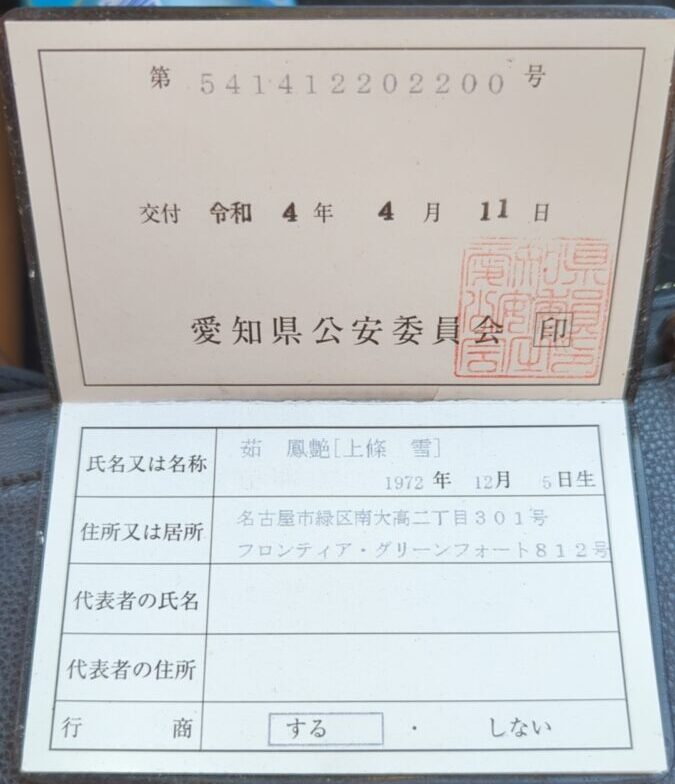 第 541412202200 号
交付 令和 4 年 4 月 11 日
愛知県公安委員会 印
氏名又は名称 茹 鳳艶[上條 雪]
1972 年 12月 5日生
住所又は居所 名古屋市緑区南大高二丁目301号
フロンティア・グリーンフォート812号
代表者の氏名
代表者の住所
行商 する ・ しない